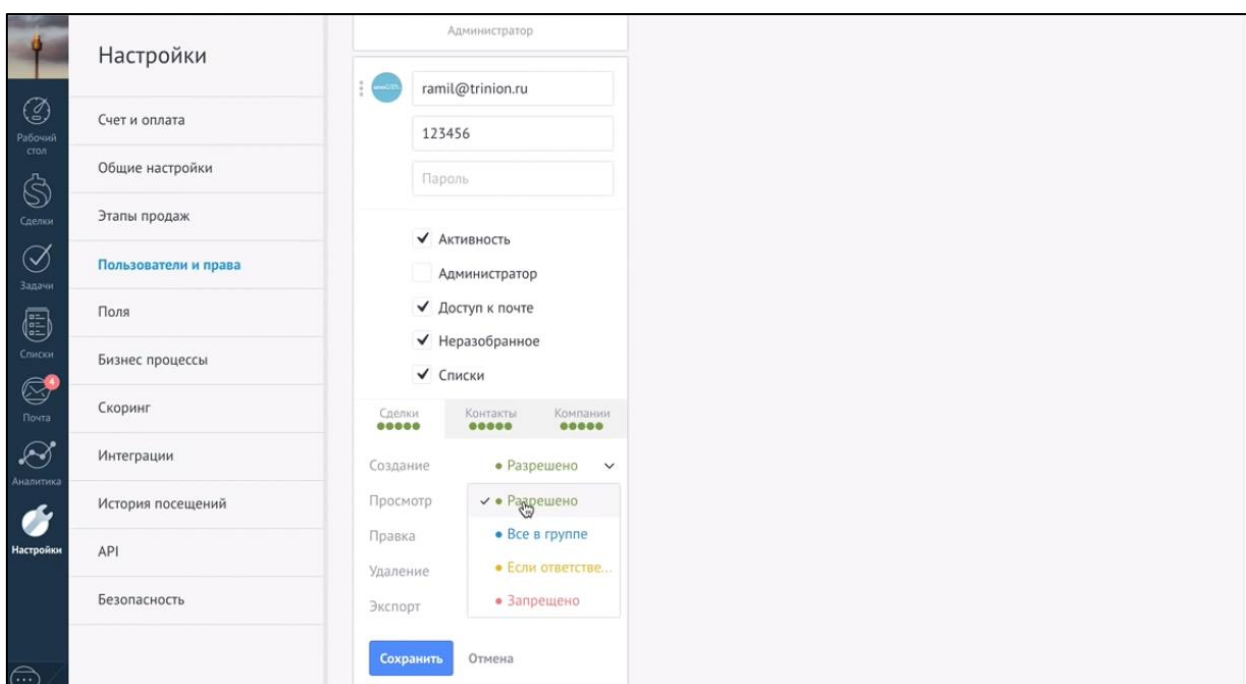 Рабочий
стол
Сделки
Задачи
Списки
4
Почта
Аналитика
Настройки
Настройки
Счет и оплата
Общие настройки
Этапы продаж
Пользователи и права
Поля
Бизнес процессы
Скоринг
Интеграции
История посещений
API
Безопасность
Администратор
ramil@trinion.ru
123456
Пароль
Активность
Администратор
Доступ к почте
Неразобранное
Списки
Сделки Контакты Компании
Создание Разрешено
Просмотр Разрешено
Правка Все в группе
Удаление Если ответстве...
Экспорт Запрещено
Сохранить Отмена